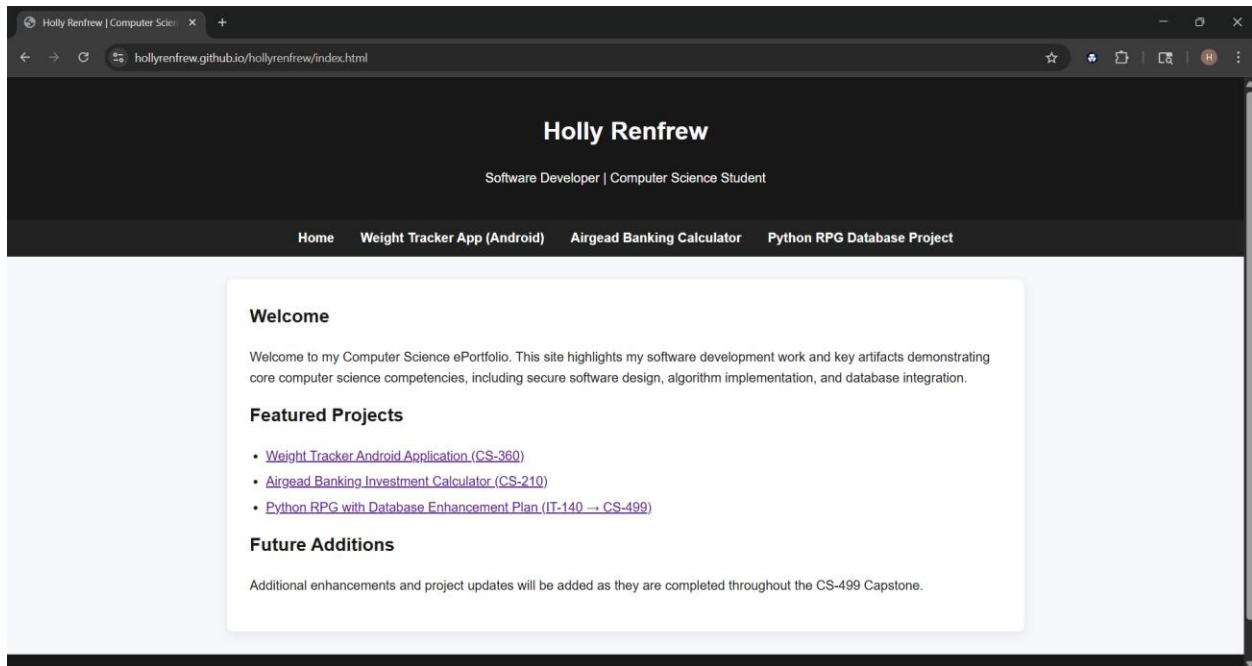 Holly Renfrew | Computer Scien
hollyrenfrew.github.io/hollyrenfrew/index.html
H
Holly Renfrew
Software Developer | Computer Science Student
Home Weight Tracker App (Android) Airgead Banking Calculator Python RPG Database Project
Welcome
Welcome to my Computer Science ePortfolio. This site highlights my software development work and key artifacts demonstrating
core computer science competencies, including secure software design, algorithm implementation, and database integration.
Featured Projects
• Weight Tracker Android Application (CS-360)
• Airgead Banking Investment Calculator (CS-210)
• Python RPG with Database Enhancement Plan (IT-140 → CS-499)
Future Additions
Additional enhancements and project updates will be added as they are completed throughout the CS-499 Capstone.